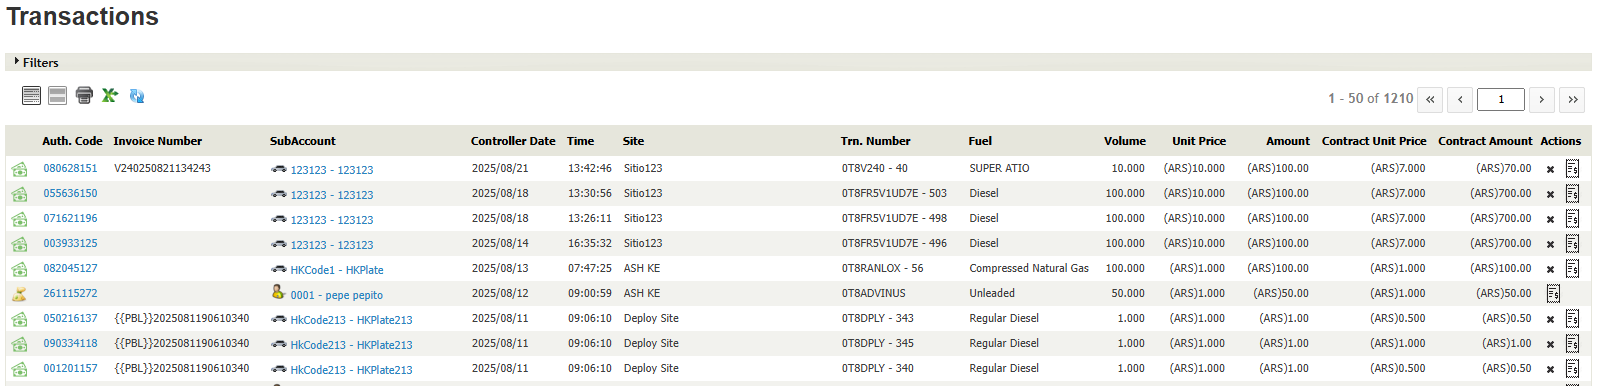 Transactions
Filters
1 - 50 of 1210 « ‹ 1 › »
Auth. Code Invoice Number SubAccount Controller Date Time Site Trn. Number Fuel Volume Unit Price Amount Contract Unit Price Contract Amount Actions
080628151 V240250821134243 123123 - 123123 2025/08/21 13:42:46 Sitio123 0T8V240 - 40 SUPER ATIO 10.000 (ARS)10.000 (ARS)100.00 (ARS)7.000 (ARS)70.00
055636150 123123 - 123123 2025/08/18 13:30:56 Sitio123 0T8FR5V1UD7E - 503 Diesel 100.000 (ARS)10.000 (ARS)100.00 (ARS)7.000 (ARS)700.00
071621196 123123 - 123123 2025/08/18 13:26:11 Sitio123 0T8FR5V1UD7E - 498 Diesel 100.000 (ARS)10.000 (ARS)100.00 (ARS)7.000 (ARS)700.00
003933125 123123 - 123123 2025/08/14 16:35:32 Sitio123 0T8FR5V1UD7E - 496 Diesel 100.000 (ARS)10.000 (ARS)100.00 (ARS)7.000 (ARS)700.00
082045127 HKCode1 - HKPlate 2025/08/13 07:47:25 ASH KE 0T8RANLOX - 56 Compressed Natural Gas 100.000 (ARS)1.000 (ARS)100.00 (ARS)1.000 (ARS)100.00
261115272 0001 - pepe pepito 2025/08/12 09:00:59 ASH KE 0T8ADVINUS Unleaded 50.000 (ARS)1.000 (ARS)50.00 (ARS)1.000 (ARS)50.00
050216137 {{PBL}}2025081190610340 HkCode213 - HKPlate213 2025/08/11 09:06:10 Deploy Site 0T8DPLY - 343 Regular Diesel 1.000 (ARS)1.000 (ARS)1.00 (ARS)0.500 (ARS)0.50
090334118 {{PBL}}2025081190610340 HkCode213 - HKPlate213 2025/08/11 09:06:10 Deploy Site 0T8DPLY - 345 Regular Diesel 1.000 (ARS)1.000 (ARS)1.00 (ARS)0.500 (ARS)0.50
001201157 {{PBL}}2025081190610340 HkCode213 - HKPlate213 2025/08/11 09:06:10 Deploy Site 0T8DPLY - 340 Regular Diesel 1.000 (ARS)1.000 (ARS)1.00 (ARS)0.500 (ARS)0.50